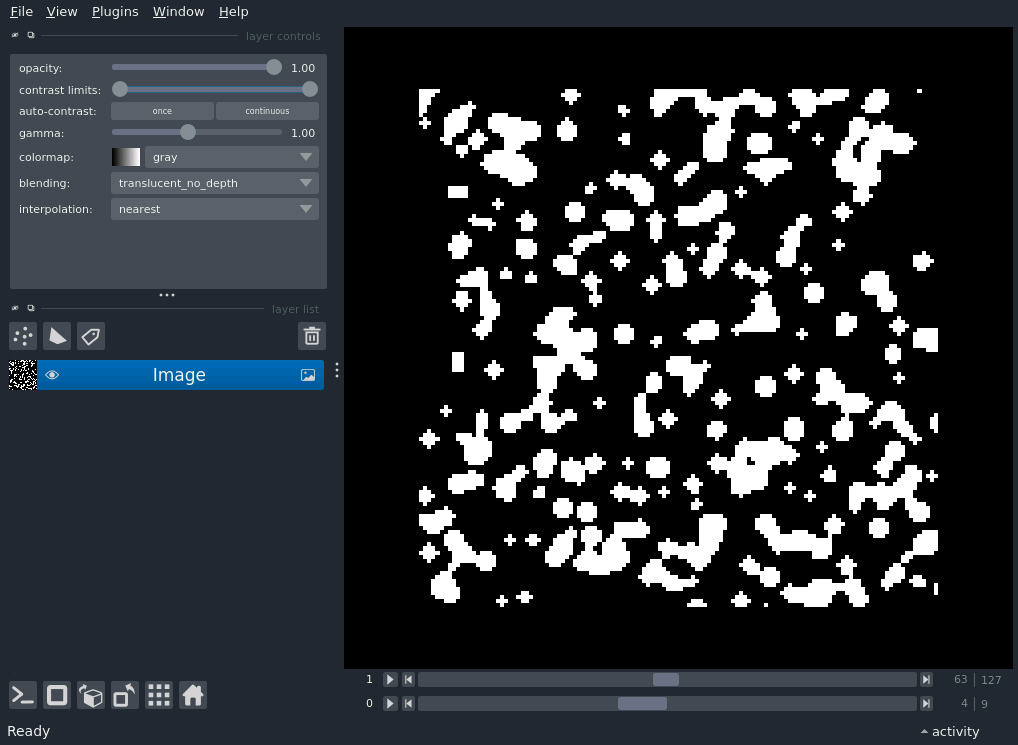 File View Plugins Window Help
layer controls
opacity: 1.00
contrast limits:
auto-contrast: once continuous
gamma: 1.00
colormap: gray
blending: translucent_no_depth
interpolation: nearest
layer list
Image
1 63 127
0 4 9
Ready activity